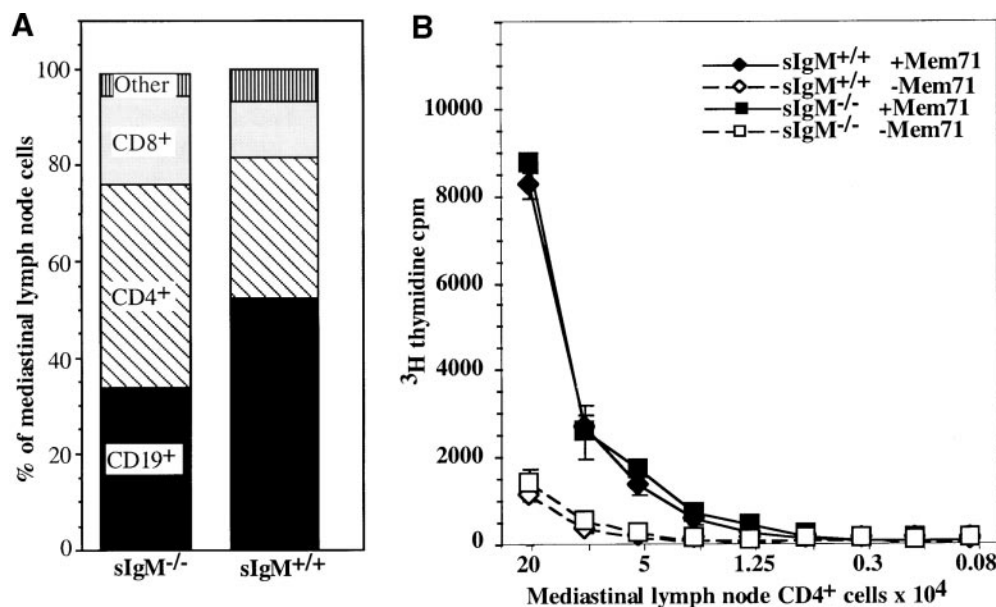 A
% of mediastinal lymph node cells
100
80
60
40
20
0
Other
CD8+
CD4+
CD19+
sIgM-/-
sIgM+/+
B
3H thymidine cpm
10000
8000
6000
4000
2000
0
sIgM+/+ +Mem71
sIgM+/+ -Mem71
sIgM-/- +Mem71
sIgM-/- -Mem71
20 5 1.25 0.3 0.08
Mediastinal lymph node CD4+ cells x 10^4